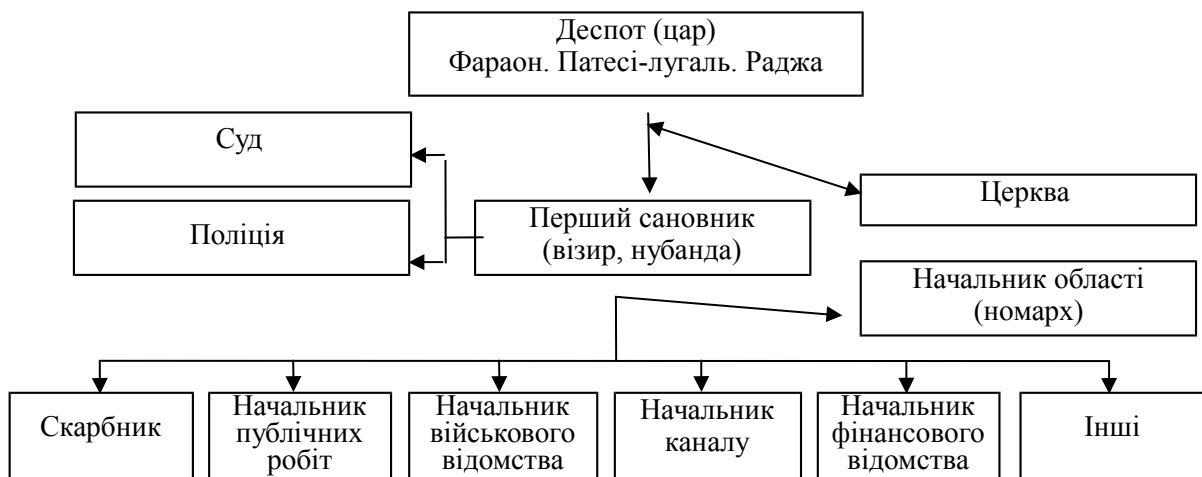 Деспот (цар)
Фараон. Патесі-лугаль. Раджа
Суд
Церква
Поліція
Перший сановник
(візир, нубанда)
Начальник області
(номарх)
Скарбник
Начальник
публічних
робіт
Начальник
військового
відомства
Начальник
каналу
Начальник
фінансового
відомства
Інші